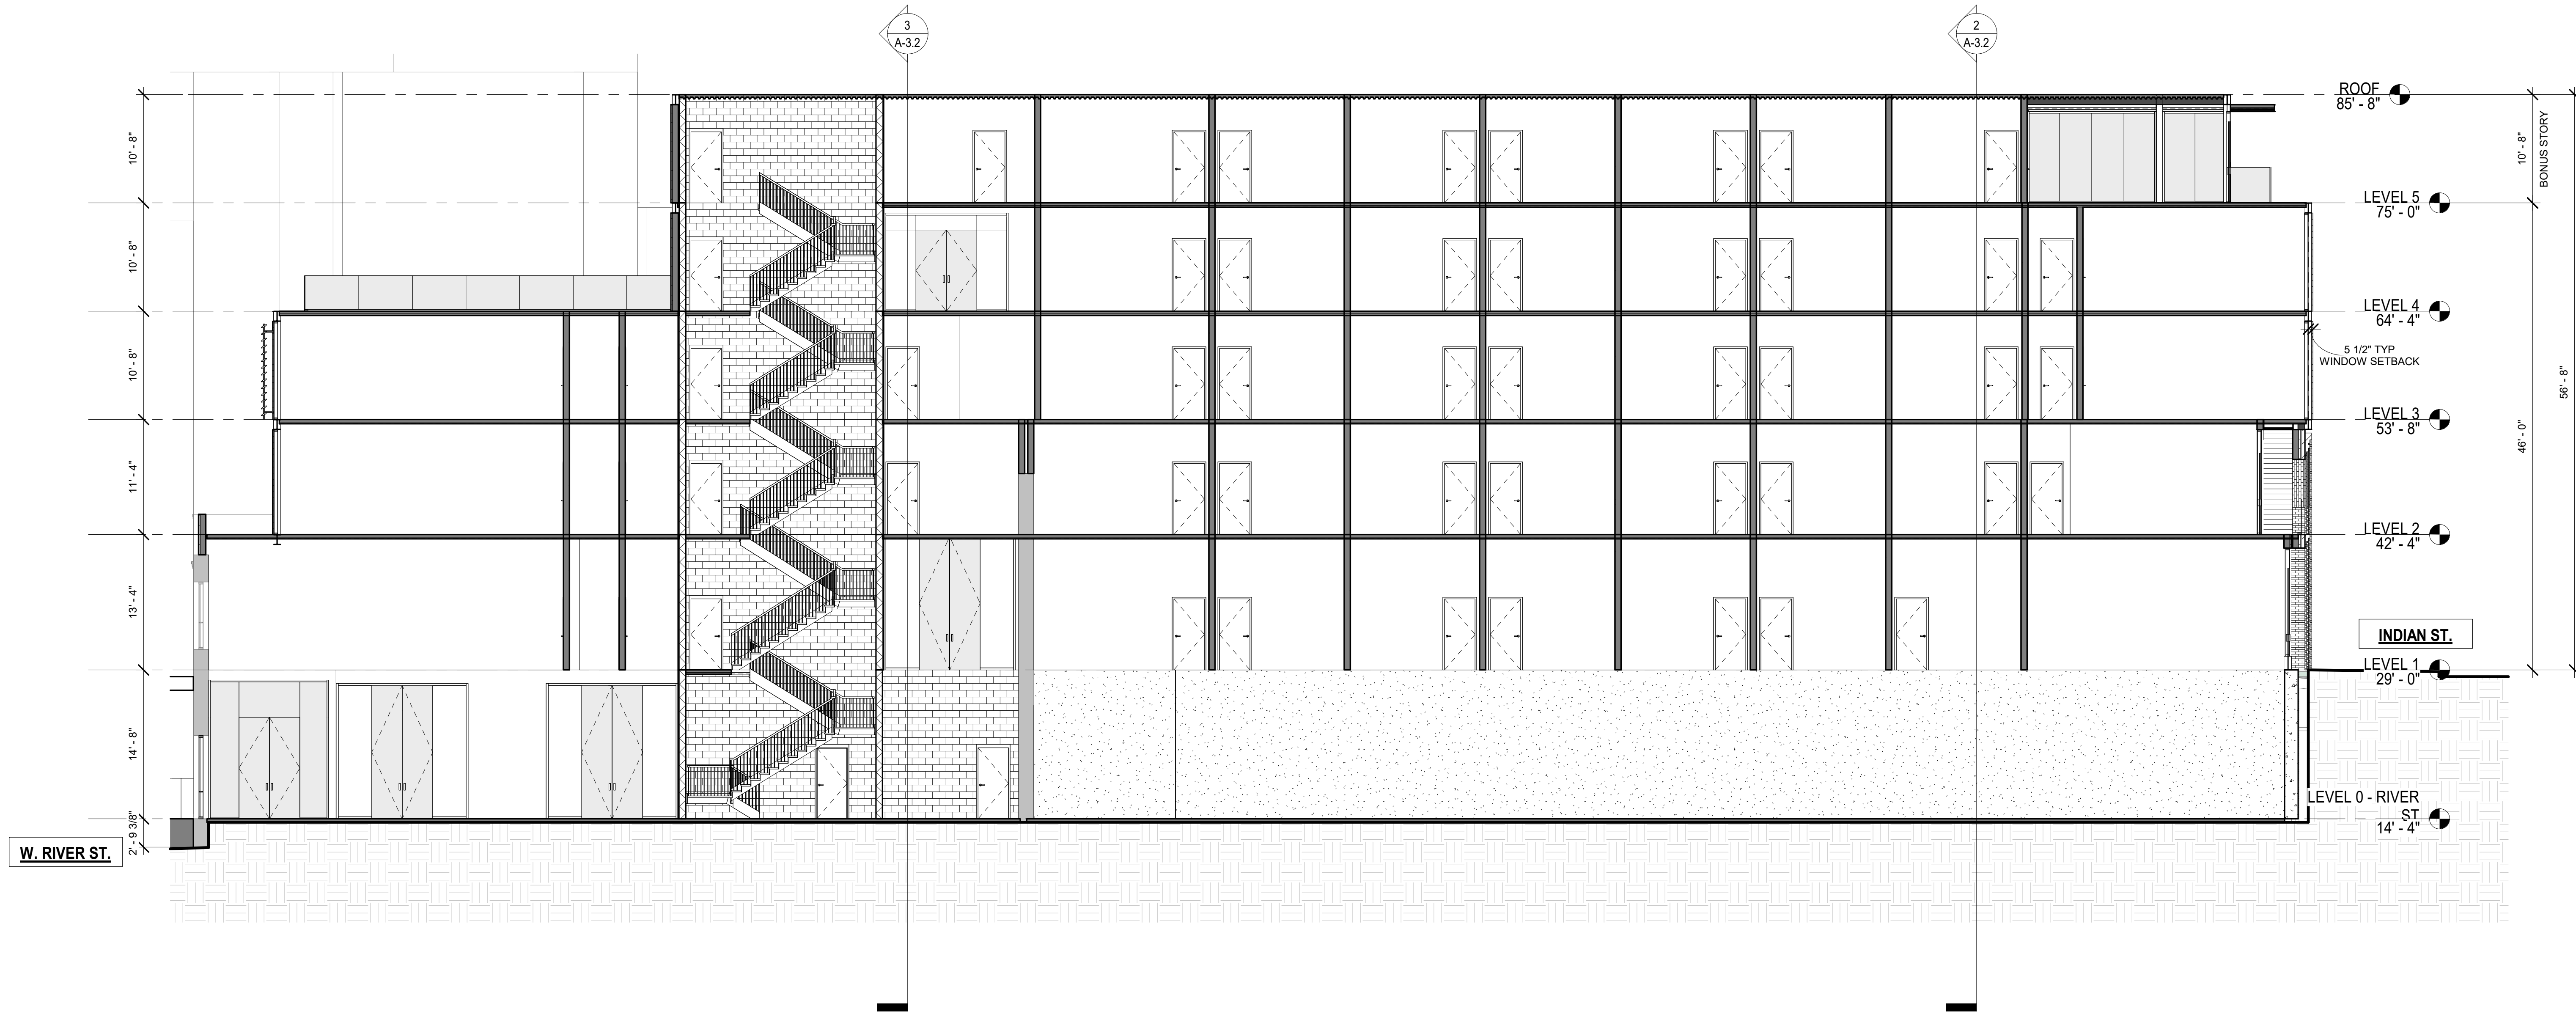 3
A-3.2
2
A-3.2
ROOF
85' - 8"
10' - 8"
10' - 8"
BONUS STORY
LEVEL 5
75' - 0"
10' - 8"
LEVEL 4
64' - 4"
5 1/2" TYP
WINDOW SETBACK
10' - 8"
56' - 8"
LEVEL 3
53' - 8"
46' - 0"
11' - 4"
LEVEL 2
42' - 4"
13' - 4"
INDIAN ST.
LEVEL 1
29' - 0"
14' - 8"
LEVEL 0 - RIVER
ST
14' - 4"
2' - 9 3/8"
W. RIVER ST.